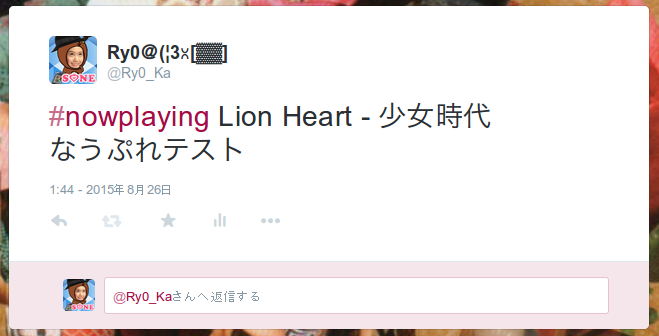 Ry0@(¦3ꇤ[▓▓]
@Ry0_Ka
#nowplaying Lion Heart - 少女時代
なうぷれテスト
1:44 - 2015年8月26日
@Ry0_Kaさんへ返信する